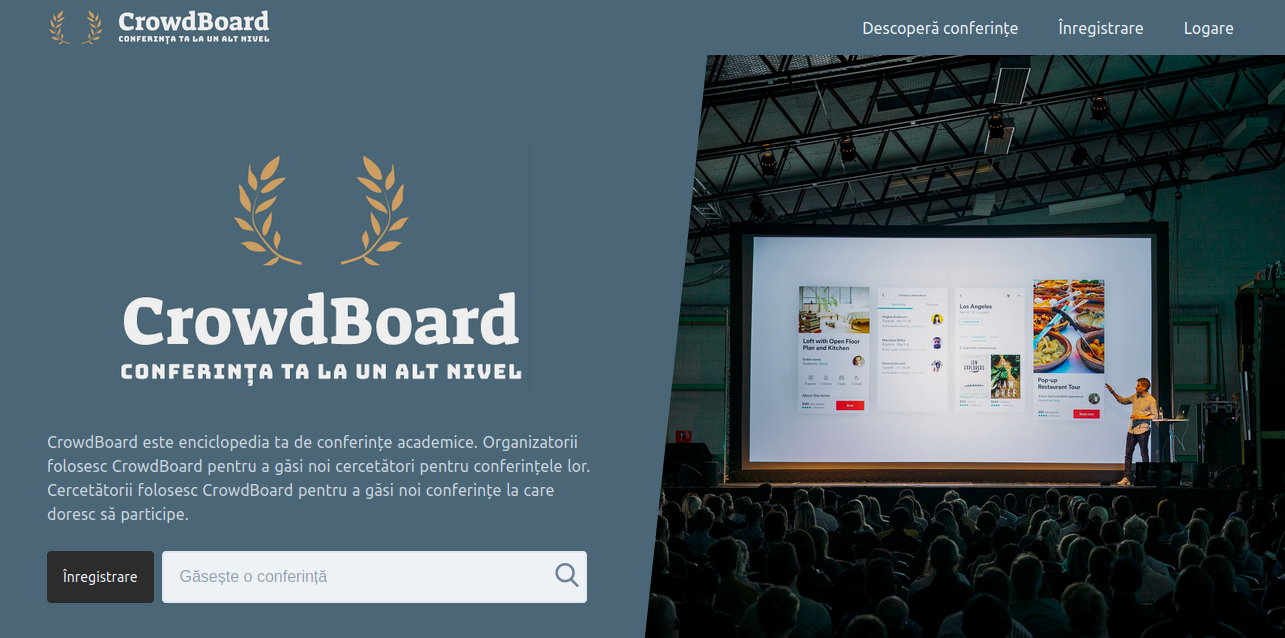 CrowdBoard
CONFERINȚA TA LA UN ALT NIVEL
Descoperă conferințe
Înregistrare
Logare
CrowdBoard
CONFERINȚA TA LA UN ALT NIVEL
CrowdBoard este enciclopedia ta de conferințe academice. Organizatorii
folosesc CrowdBoard pentru a găsi noi cercetători pentru conferințele lor.
Cercetătorii folosesc CrowdBoard pentru a găsi noi conferințe la care
doresc să participe.
Înregistrare
Găsește o conferință
Loft with Open Floor
Plan and Kitchen
Los Angeles
Pop-up
Restaurant Tour